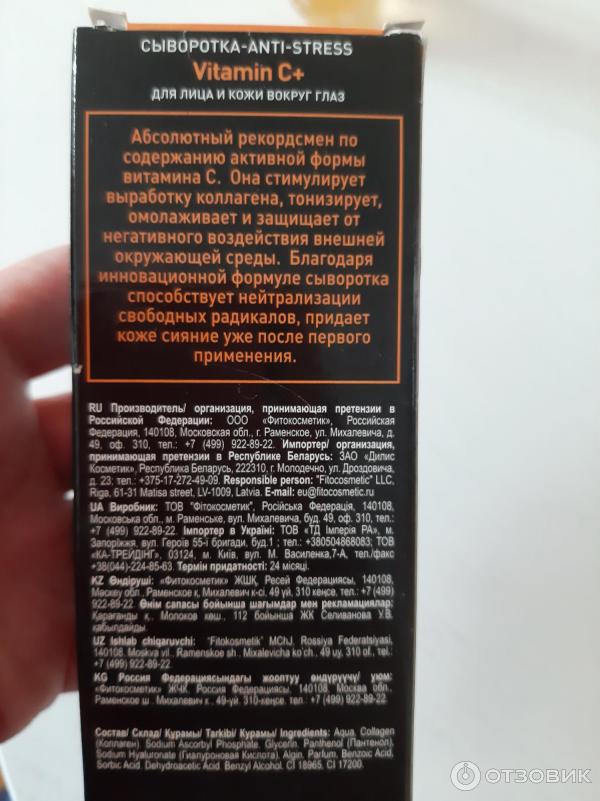 СЫВОРОТКА-ANTI-STRESS
Vitamin C+
ДЛЯ ЛИЦА И КОЖИ ВОКРУГ ГЛАЗ
Абсолютный рекордсмен по
содержанию активной формы
витамина С. Она стимулирует
выработку коллагена, тонизирует,
омолаживает и защищает от
негативного воздействия внешней
окружающей среды. Благодаря
инновационной формуле сыворотка
способствует нейтрализации
свободных радикалов, придает
коже сияние уже после первого
применения.
RU Производитель/ организация, принимающая претензии в
Российской Федерации: ООО «Фитокосметик», Российская
Федерация, 140108, Московская обл., г. Раменское, ул. Михалевича, д.
49, оф. 310, тел.: +7 (499) 922-89-22. Импортер/ организация,
принимающая претензии в Республике Беларусь: ЗАО «Дилис
Косметик», Республика Беларусь, 222310, г. Молодечно, ул. Дроздовича,
д. 23; тел.: +375-17-272-49-09. Responsible person: "Fitocosmetic" LLC,
Riga, 61-31 Matisa street, LV-1009, Latvia. E-mail: eu@fitocosmetic.ru
UA Виробник: ТОВ "Фітокосметик", Російська Федерація, 140108,
Московська обл., м. Раменське, вул. Михалевича, буд. 49, оф. 310, тел.:
+7 (499) 922-89-22. Імпортер в Україні: ТОВ «ТД Імперія РА», м.
Запоріжжя, вул. Героїв 55-ї бригади, буд.1 ; тел.: +380504868083; ТОВ
«КА-ТРЕЙДІНГ», 03124, м. Київ, вул. М. Василенка,7-А, тел./факс
+38(044)-224-85-63. Термін придатності: 24 місяці.
KZ Өндіруші: «Фитокосметик» ЖШҚ, Ресей Федерациясы, 140108,
Мәскеу обл., Раменское қ, Михалевич к-сі, 49 үй, 310 кеңсе, тел.: +7 (499)
922-89-22. Өнім сапасы бойынша шағымдар мен рекламациялар:
Қарағанды қ., Молоков көш., 112 бойынша ЖК Селиванова У.В.
қабылдайды.
UZ Ishlab chiqaruvchi: "Fitokosmetik" MChJ, Rossiya Federatsiyasi,
140108, Moskva vil., Ramenskoe sh., Mixalevicha ko'ch., 49 uy, 310 of., tel.:
+7 (499) 922-89-22.
KG Россия Федерациясындагы жооптуу өндүрүүчү/ уюм:
«Фитокосметик» ЖЧК, Россия Федерациясы, 140108, Москва обл.,
Раменское ш., Михалевич к., 49-үй, 310-кеңсе, тел.: +7 (499) 922-89-22.
Состав/ Склад/ Құрамы/ Tarkibi/ Курамы/ Ingredients: Aqua, Collagen
(Коллаген), Sodium Ascorbyl Phosphate, Glycerin, Panthenol (Пантенол),
Sodium Hyaluronate (Гиалуроновая Кислота), Algin, Parfum, Benzoic Acid,
Sorbic Acid, Dehydroacetic Acid, Benzyl Alcohol, CI 18965, CI 17200.
ОТЗОВИК